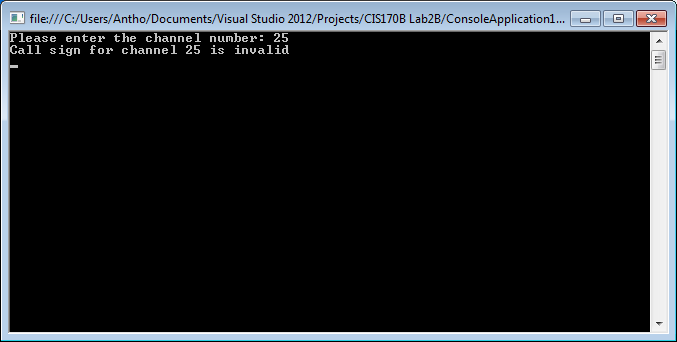 file:///C:/Users/Antho/Documents/Visual Studio 2012/Projects/CIS170B Lab2B/ConsoleApplication1...
Please enter the channel number: 25
Call sign for channel 25 is invalid